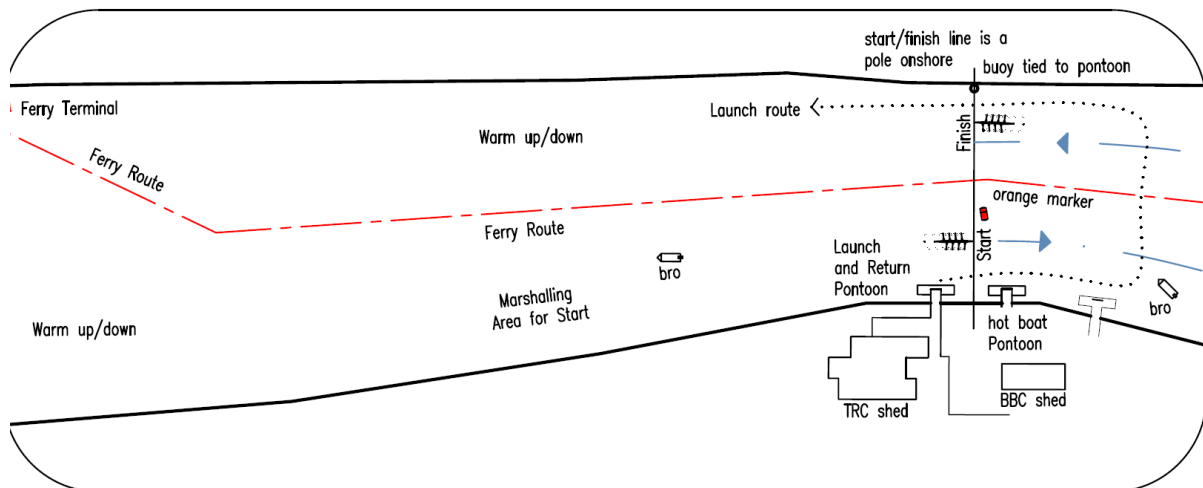 start/finish line is a
pole onshore
buoy tied to pontoon
Ferry Terminal
Launch route
Warm up/down
Finish
Ferry Route
orange marker
Ferry Route
Start
Launch
and Return
Pontoon
bro
Marshalling
Area for Start
bro
Warm up/down
hot boat
Pontoon
TRC shed
BBC shed